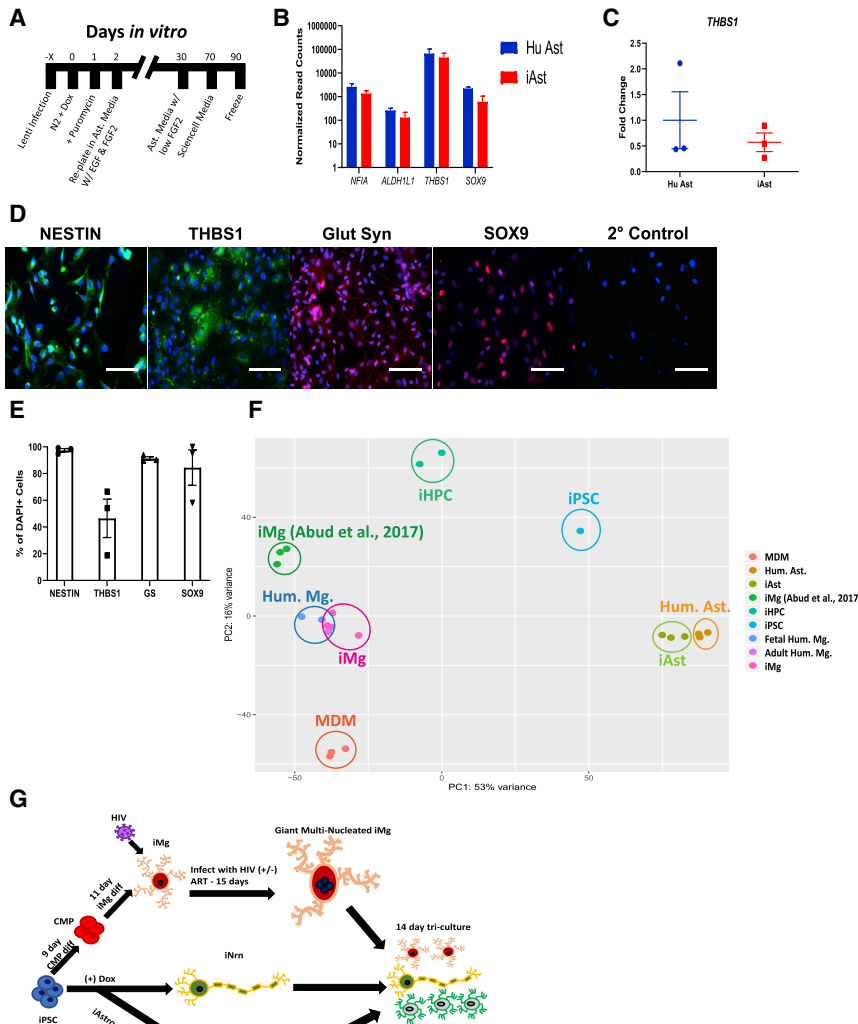 A
Days in vitro
-X 0 1 2 30 70 90
Lenti Infection
N2 + Dox
+ Puromycin
Re-plate in Ast. Media
W/ EGF & FGF2
Ast. Media w/
low FGF2
Sciencell Media
Freeze
B
Normalized Read Counts
1000000
100000
10000
1000
100
10
1
NFIA ALDH1L1 THBS1 SOX9
Hu Ast
iAst
C
THBS1
Fold Change
2.5
2.0
1.5
1.0
0.5
0.0
Hu Ast iAst
D
NESTIN THBS1 Glut Syn SOX9 2° Control
E
% of DAPI+ Cells
100
80
60
40
20
0
NESTIN THBS1 GS SOX9
F
PC2: 16% variance
40
0
−40
−50 0 50
PC1: 53% variance
iHPC
iPSC
iMg (Abud et al., 2017)
Hum. Mg.
iMg
Hum. Ast.
iAst
MDM
MDM
Hum. Ast.
iAst
iMg (Abud et al., 2017
iHPC
iPSC
Fetal Hum. Mg.
Adult Hum. Mg.
iMg
G
HIV
iMg
Giant Multi-Nucleated iMg
Infect with HIV (+/-)
ART - 15 days
11 day
iMg diff
CMP
9 day
CMP diff
14 day tri-culture
iNrn
(+) Dox
iPSC
iAstro